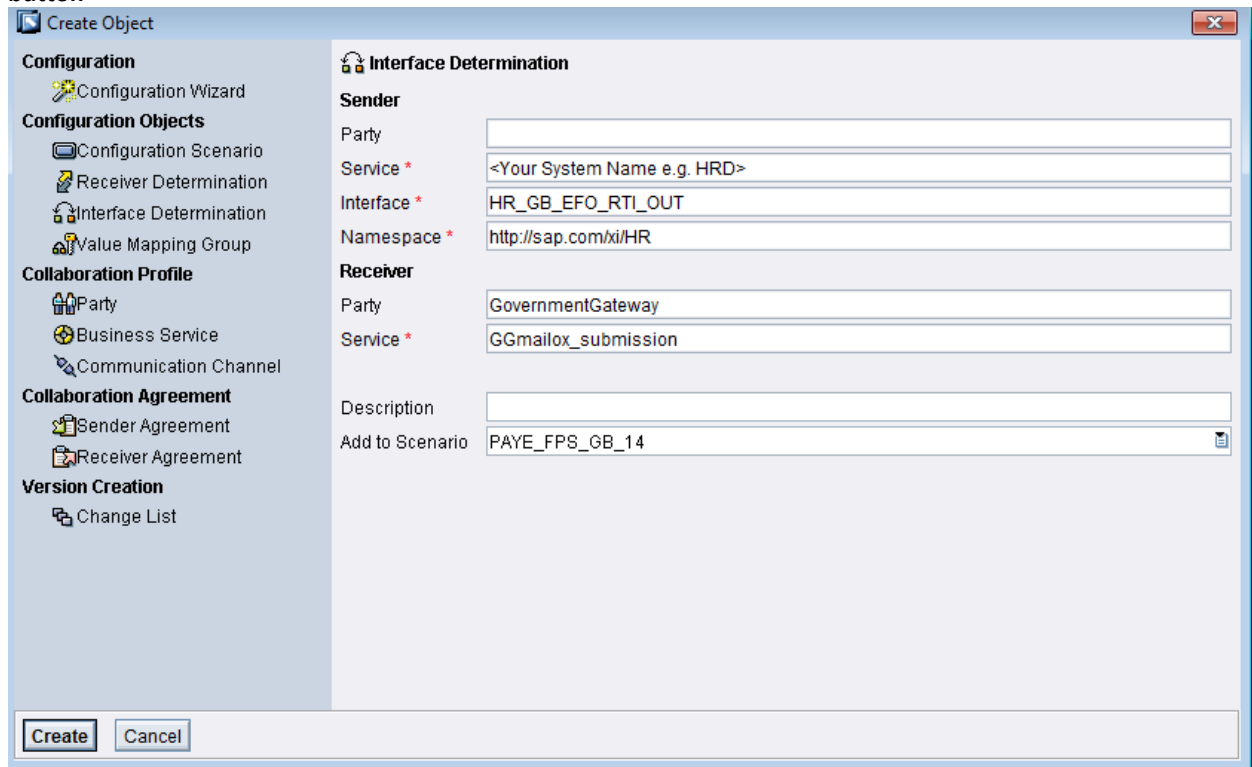 button
Create Object
Configuration
Configuration Wizard
Configuration Objects
Configuration Scenario
Receiver Determination
Interface Determination
Value Mapping Group
Collaboration Profile
Party
Business Service
Communication Channel
Collaboration Agreement
Sender Agreement
Receiver Agreement
Version Creation
Change List
Interface Determination
Sender
Party
Service * <Your System Name e.g. HRD>
Interface * HR_GB_EFO_RTI_OUT
Namespace * http://sap.com/xi/HR
Receiver
Party GovernmentGateway
Service * GGmailox_submission
Description
Add to Scenario PAYE_FPS_GB_14
Create Cancel